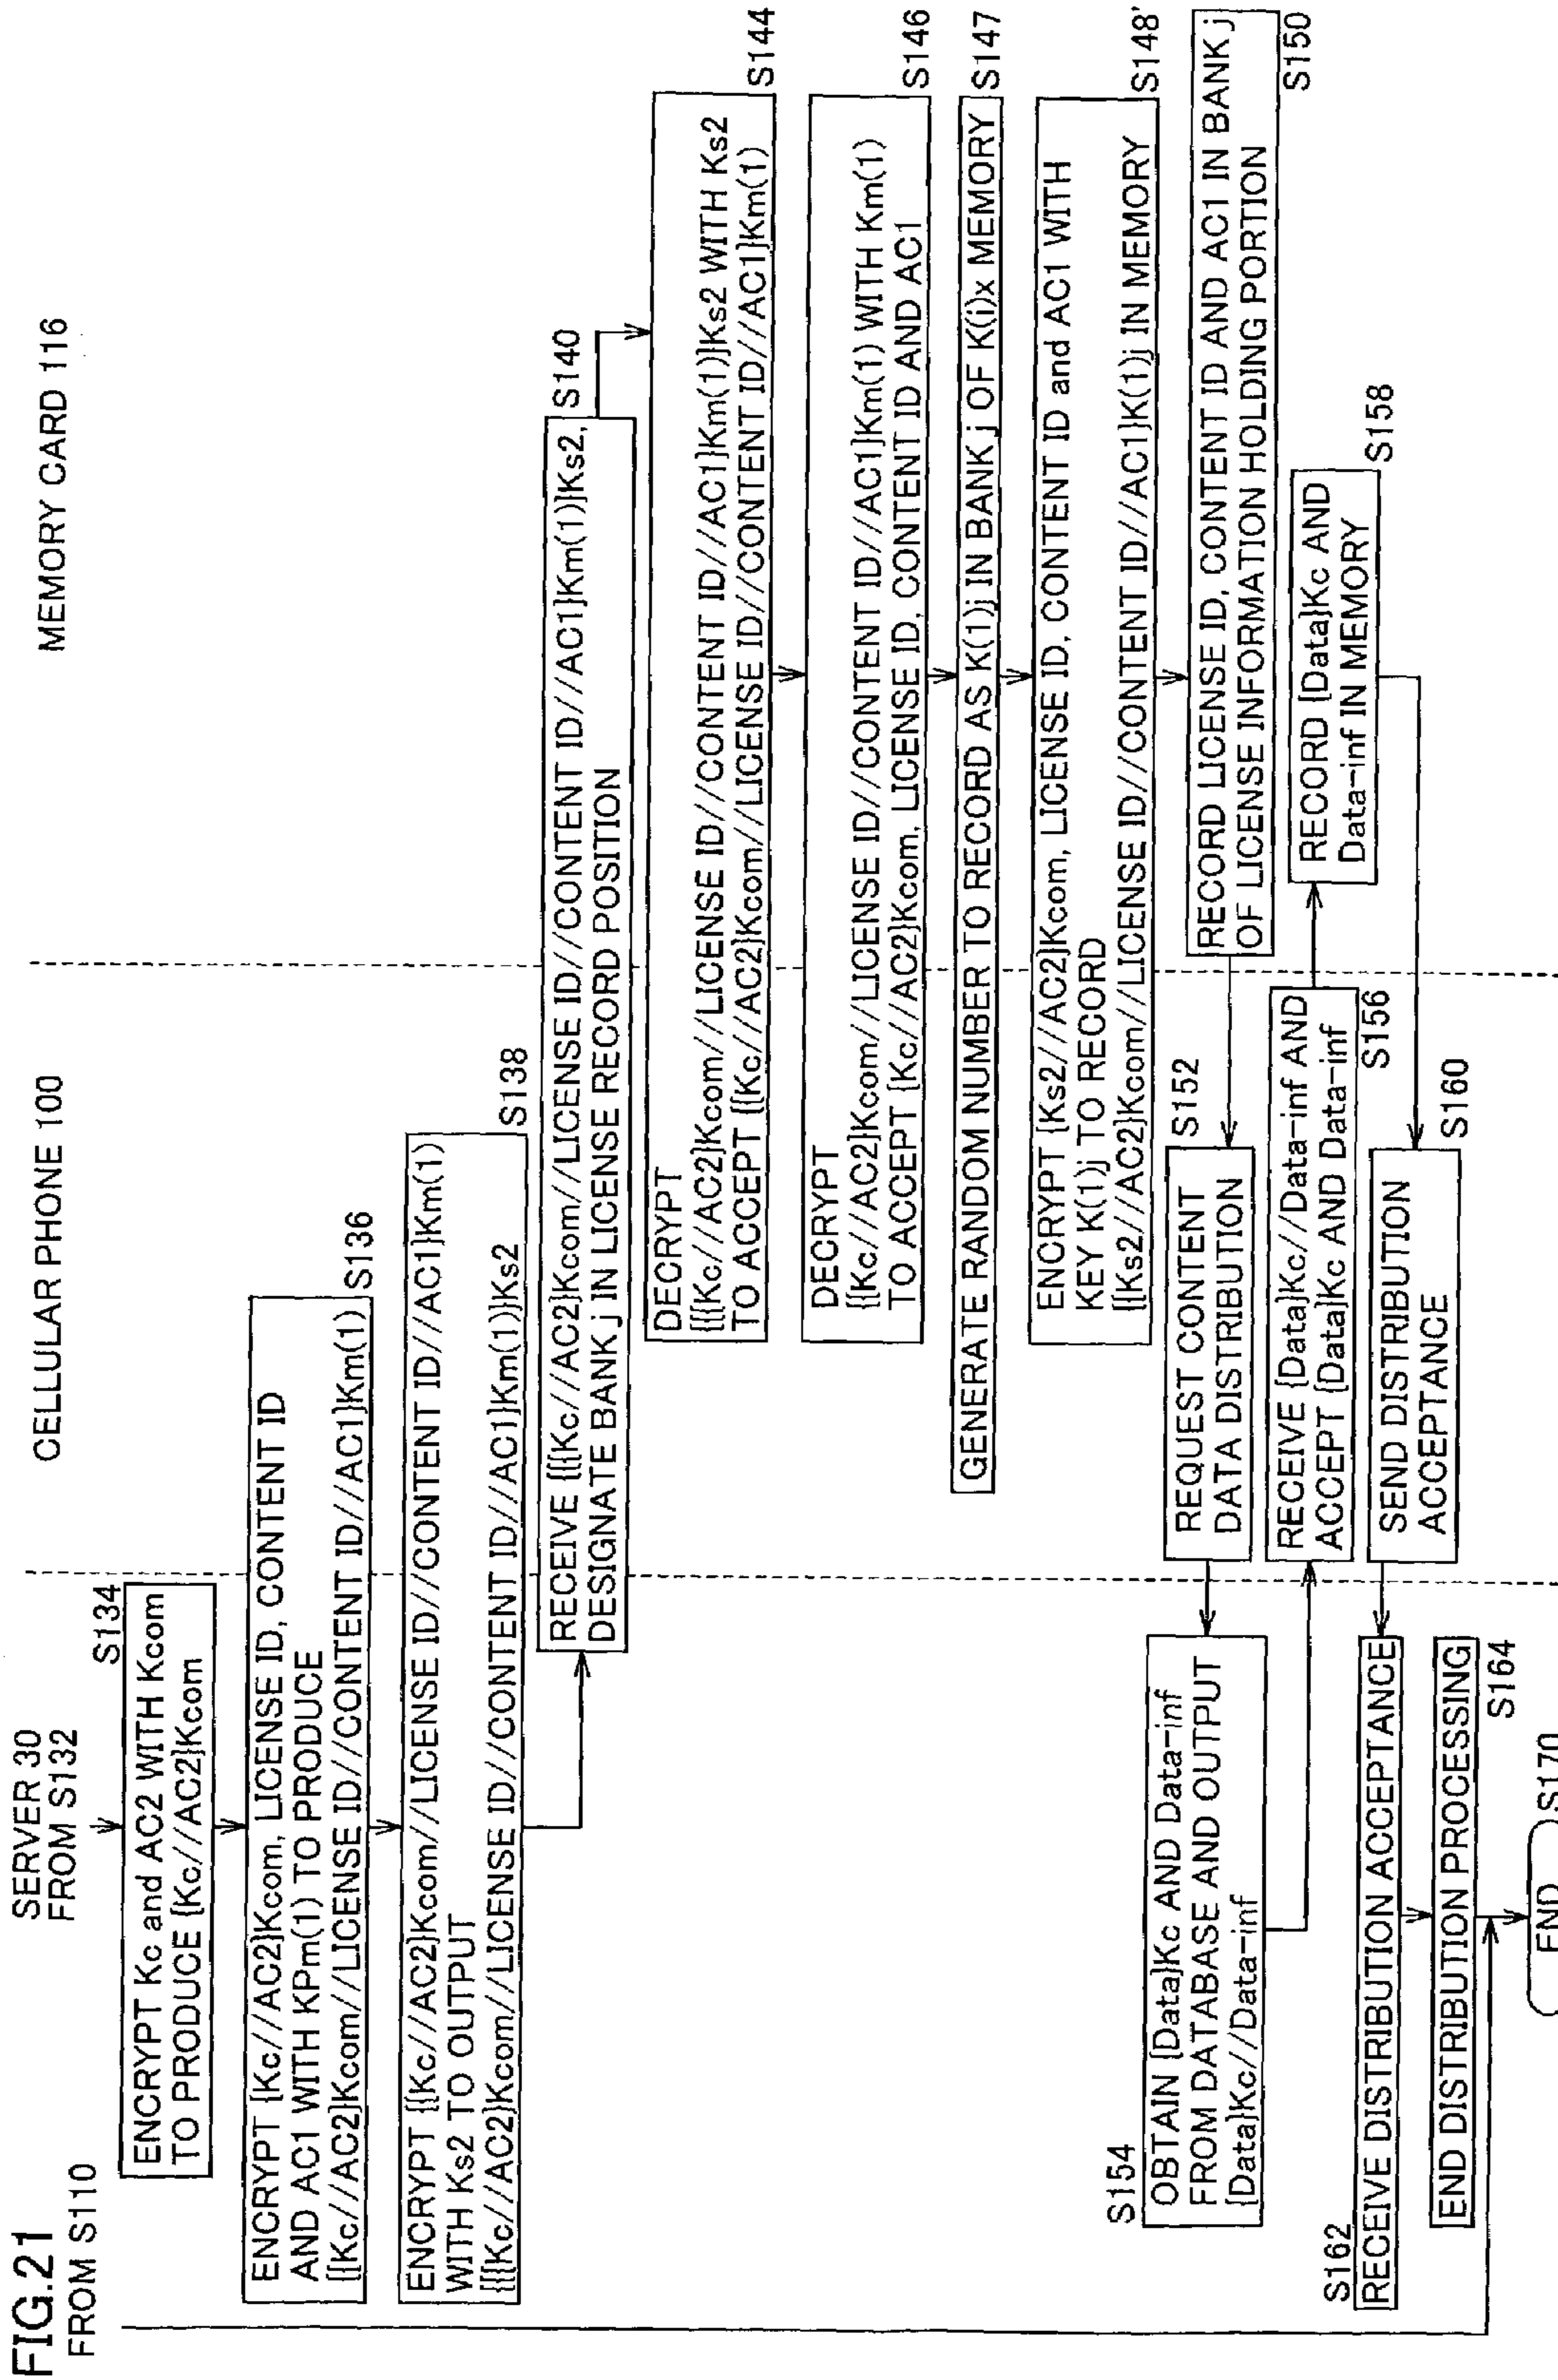 FIG.21
FROM S110
SERVER 30
FROM S132
CELLULAR PHONE 100
MEMORY CARD 116
S134
ENCRYPT Kc and AC2 WITH Kcom
TO PRODUCE {Kc//AC2}Kcom
ENCRYPT {Kc//AC2}Kcom, LICENSE ID, CONTENT ID
AND AC1 WITH KPm(1) TO PRODUCE
{{Kc//AC2}Kcom//LICENSE ID//CONTENT ID//AC1}Km(1)
S136
ENCRYPT {{Kc//AC2}Kcom//LICENSE ID//CONTENT ID//AC1}Km(1)
WITH Ks2 TO OUTPUT
{{{Kc//AC2}Kcom//LICENSE ID//CONTENT ID//AC1}Km(1)}Ks2
S138
RECEIVE {{{Kc//AC2}Kcom//LICENSE ID//CONTENT ID//AC1}Km(1)}Ks2,
DESIGNATE BANK j IN LICENSE RECORD POSITION
S140
DECRYPT
{{{Kc//AC2}Kcom//LICENSE ID//CONTENT ID//AC1}Km(1)}Ks2 WITH Ks2
TO ACCEPT {{Kc//AC2}Kcom//LICENSE ID//CONTENT ID//AC1}Km(1)
S144
DECRYPT
{{Kc//AC2}Kcom//LICENSE ID//CONTENT ID//AC1}Km(1) WITH Km(1)
TO ACCEPT {Kc//AC2}Kcom, LICENSE ID, CONTENT ID AND AC1
S146
GENERATE RANDOM NUMBER TO RECORD AS K(1)j IN BANK j OF K(i)x MEMORY
S147
ENCRYPT {Ks2//AC2}Kcom, LICENSE ID, CONTENT ID and AC1 WITH
KEY K(1)j TO RECORD
{{Ks2//AC2}Kcom//LICENSE ID//CONTENT ID//AC1}K(1)j IN MEMORY
S148'
RECORD LICENSE ID, CONTENT ID AND AC1 IN BANK j
OF LICENSE INFORMATION HOLDING PORTION
S150
REQUEST CONTENT
DATA DISTRIBUTION
S152
S154
OBTAIN {Data}Kc AND Data-inf
FROM DATABASE AND OUTPUT
{Data}Kc//Data-inf
RECEIVE {Data}Kc//Data-inf AND
ACCEPT {Data}Kc AND Data-inf
S156
RECORD {Data}Kc AND
Data-inf IN MEMORY
S158
SEND DISTRIBUTION
ACCEPTANCE
S160
S162
RECEIVE DISTRIBUTION ACCEPTANCE
END DISTRIBUTION PROCESSING
S164
END
S170